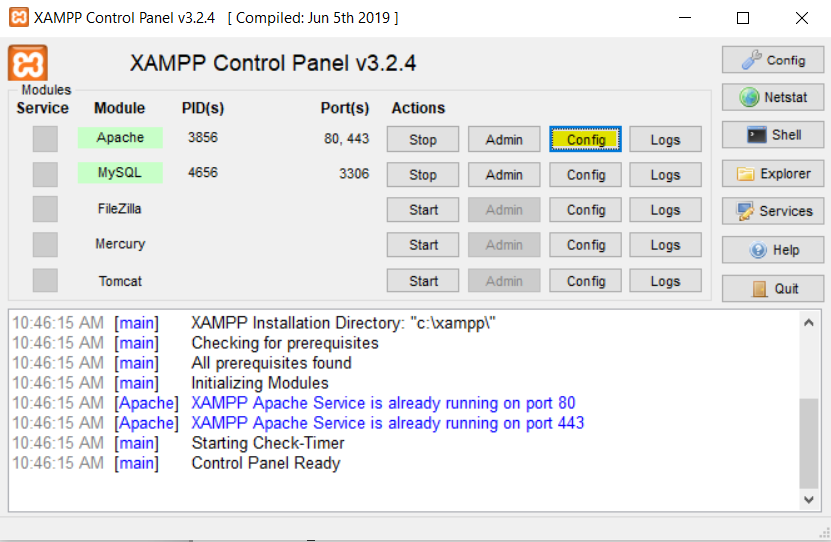 XAMPP Control Panel v3.2.4 [ Compiled: Jun 5th 2019 ]
XAMPP Control Panel v3.2.4
Config
Modules
Service Module PID(s) Port(s) Actions
Netstat
Apache 3856 80, 443 Stop Admin Config Logs
Shell
MySQL 4656 3306 Stop Admin Config Logs
Explorer
FileZilla Start Admin Config Logs
Services
Mercury Start Admin Config Logs
Help
Tomcat Start Admin Config Logs
Quit
10:46:15 AM [main] XAMPP Installation Directory: "c:\xampp\"
10:46:15 AM [main] Checking for prerequisites
10:46:15 AM [main] All prerequisites found
10:46:15 AM [main] Initializing Modules
10:46:15 AM [Apache] XAMPP Apache Service is already running on port 80
10:46:15 AM [Apache] XAMPP Apache Service is already running on port 443
10:46:15 AM [main] Starting Check-Timer
10:46:15 AM [main] Control Panel Ready